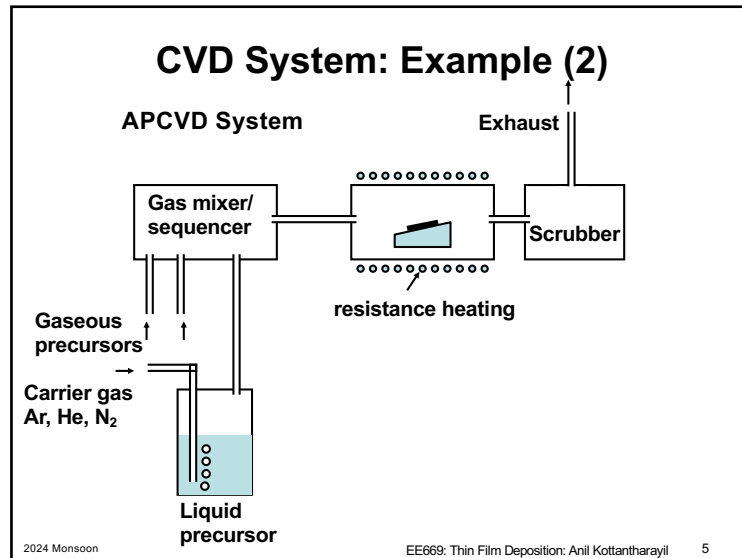 CVD System: Example (2)
APCVD System
Exhaust
Gas mixer/
sequencer
Scrubber
resistance heating
Gaseous
precursors
Carrier gas
Ar, He, N₂
Liquid
precursor
2024 Monsoon
EE669: Thin Film Deposition: Anil Kottantharayil
5